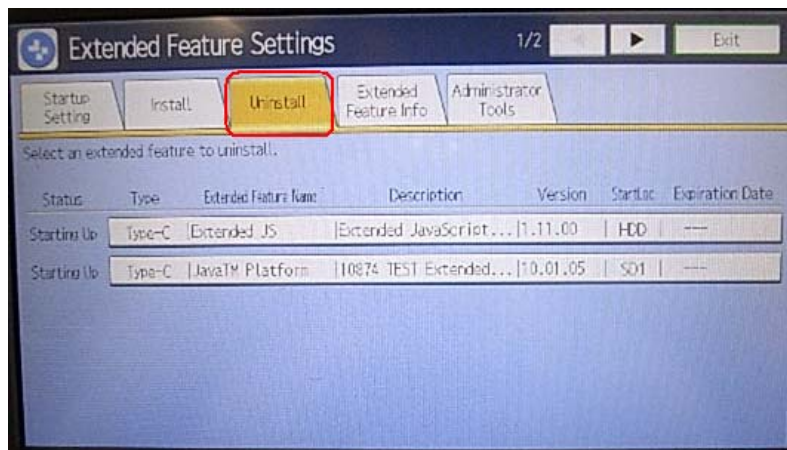 Extended Feature Settings 1/2 Exit
Startup Setting Install Uninstall Extended Feature Info Administrator Tools
Select an extended feature to uninstall.
Status Type Extended Feature Name Description Version StartLoc Expiration Date
Starting Up Type-C |Extended JS |Extended JavaScript...|1.11.00 | HDD | ---
Starting Up Type-C |JavaTM Platform |10874 TEST Extended...|10.01.05 | SD1 | ---